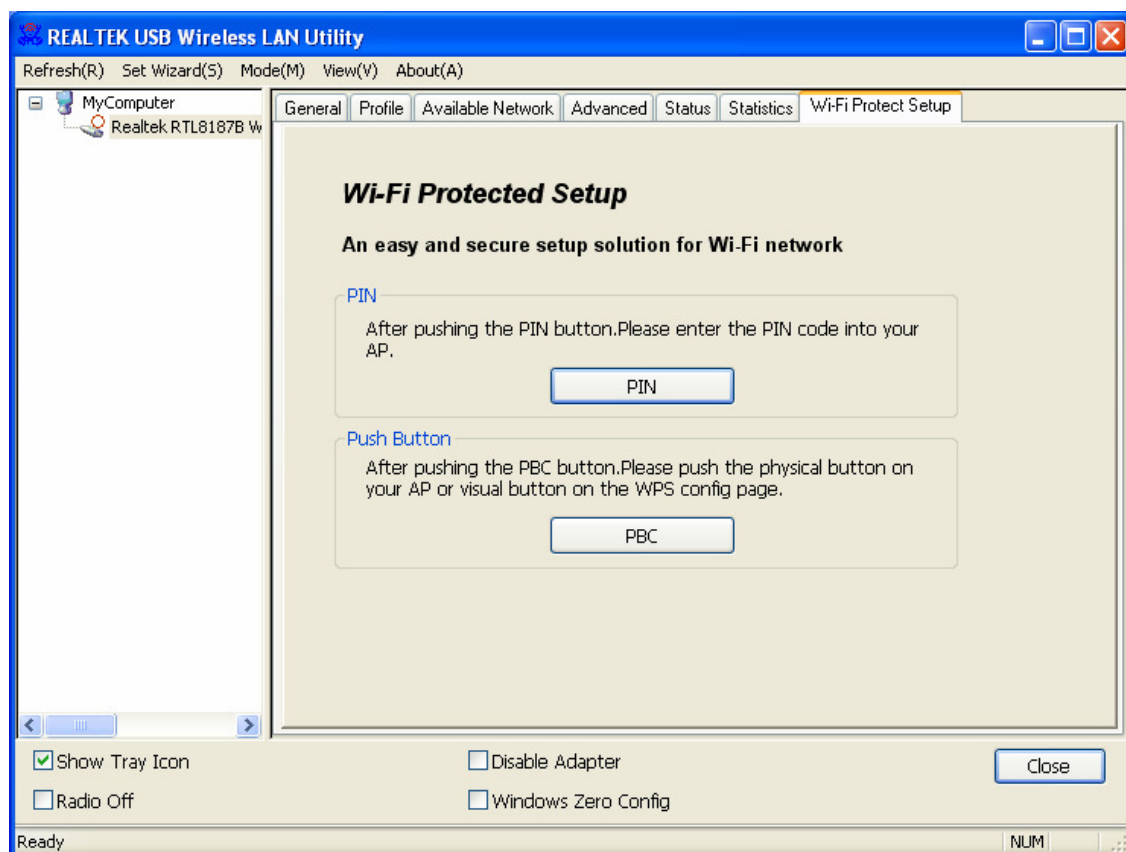 REALTEK USB Wireless LAN Utility
Refresh(R) Set Wizard(S) Mode(M) View(V) About(A)
MyComputer
Realtek RTL8187B W
General Profile Available Network Advanced Status Statistics Wi-Fi Protect Setup
Wi-Fi Protected Setup
An easy and secure setup solution for Wi-Fi network
PIN
After pushing the PIN button.Please enter the PIN code into your
AP.
PIN
Push Button
After pushing the PBC button.Please push the physical button on
your AP or visual button on the WPS config page.
PBC
Show Tray Icon
Disable Adapter
Close
Radio Off
Windows Zero Config
Ready
NUM